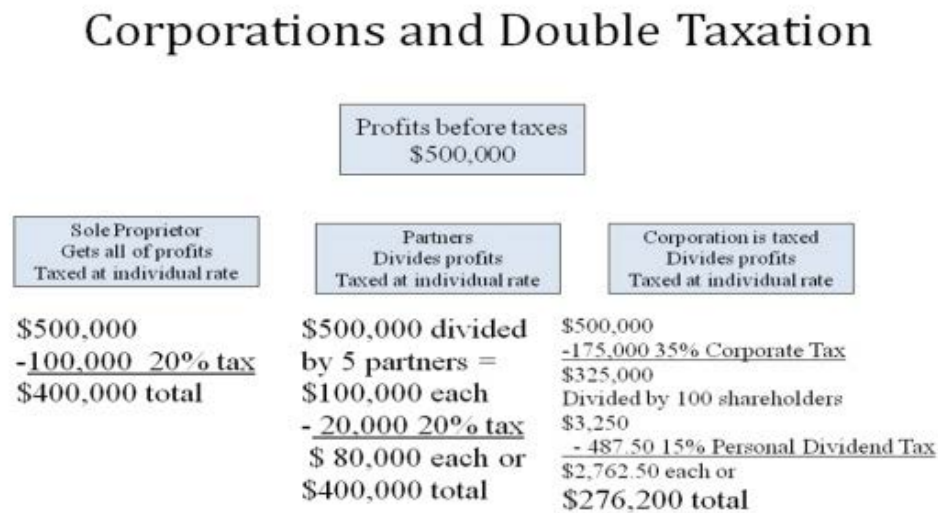 Corporations and Double Taxation
Profits before taxes
$500,000
Sole Proprietor
Gets all of profits
Taxed at individual rate
$500,000
-100,000 20% tax
$400,000 total
Partners
Divides profits
Taxed at individual rate
$500,000 divided
by 5 partners =
$100,000 each
- 20,000 20% tax
$ 80,000 each or
$400,000 total
Corporation is taxed
Divides profits
Taxed at individual rate
$500,000
-175,000 35% Corporate Tax
$325,000
Divided by 100 shareholders
$3,250
- 487.50 15% Personal Dividend Tax
$2,762.50 each or
$276,200 total